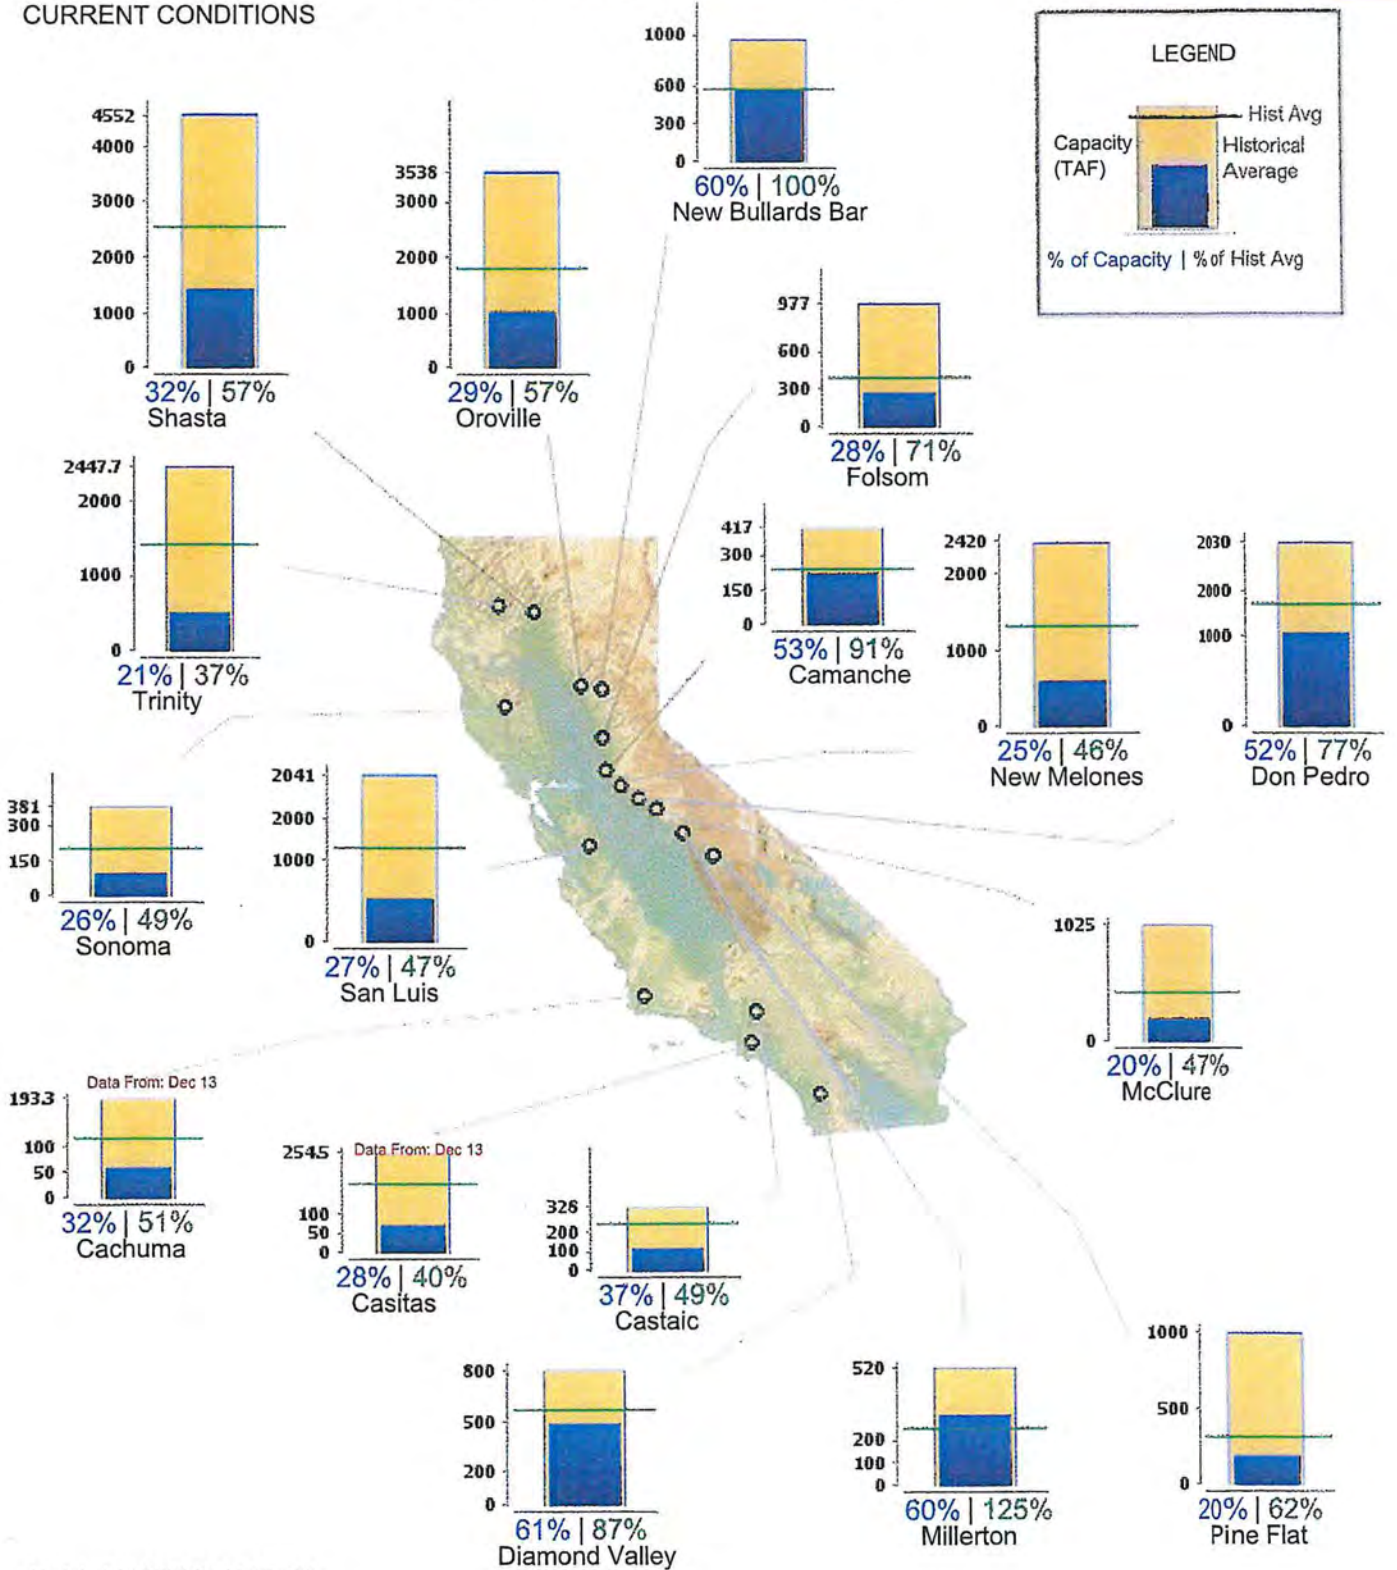 CURRENT CONDITIONS
1000
600
300
0
60% | 100%
New Bullards Bar
LEGEND
Hist Avg
Capacity
(TAF)
Historical
Average
% of Capacity | % of Hist Avg
4552
4000
3000
2000
1000
0
32% | 57%
Shasta
3538
3000
2000
1000
0
29% | 57%
Oroville
977
600
300
0
28% | 71%
Folsom
2447.7
2000
1000
0
21% | 37%
Trinity
417
300
150
0
53% | 91%
Camanche
2420
2000
1000
0
25% | 46%
New Melones
2030
2000
1000
0
52% | 77%
Don Pedro
381
300
150
0
26% | 49%
Sonoma
2041
2000
1000
0
27% | 47%
San Luis
1025
0
20% | 47%
McClure
Data From: Dec 13
193.3
100
50
0
32% | 51%
Cachuma
Data From: Dec 13
254.5
100
50
0
28% | 40%
Casitas
328
200
100
0
37% | 49%
Castaic
800
500
200
0
61% | 87%
Diamond Valley
520
200
100
0
60% | 125%
Millerton
1000
500
0
20% | 62%
Pine Flat